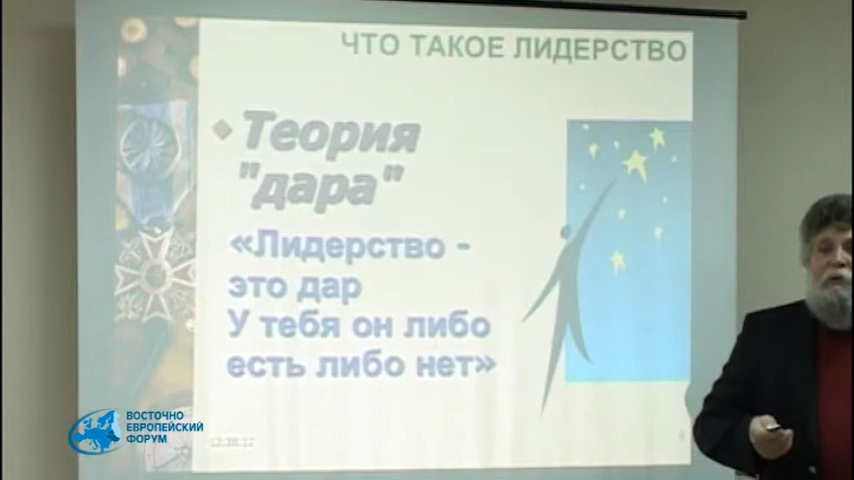 ЧТО ТАКОЕ ЛИДЕРСТВО
Теория
"дара"
«Лидерство -
это дар
У тебя он либо
есть либо нет»
ВОСТОЧНО
ЕВРОПЕЙСКИЙ
ФОРУМ